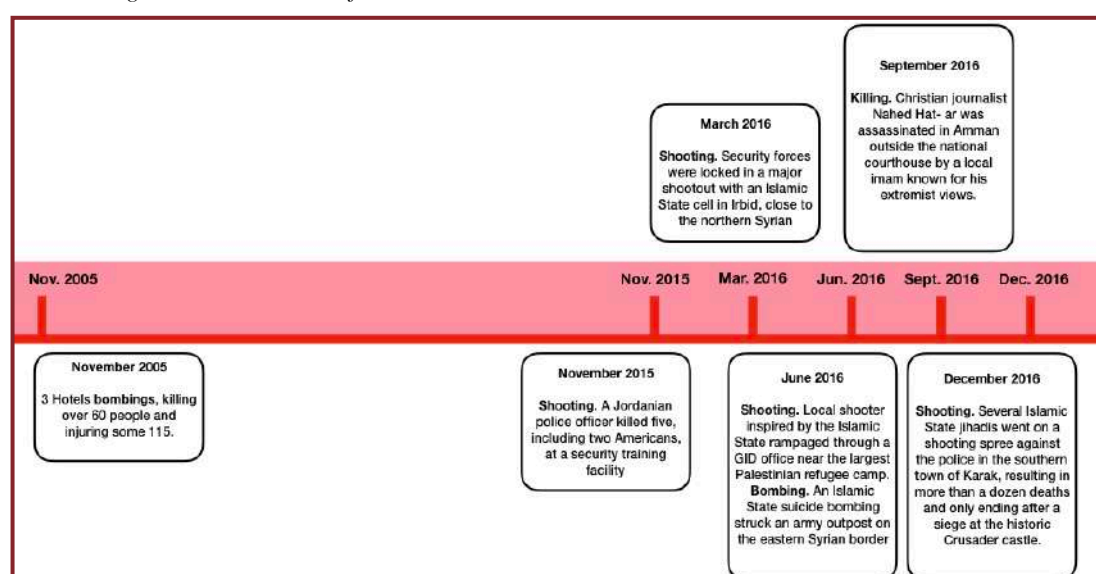 September 2016
Killing. Christian journalist
Nahed Hat- ar was
assassinated in Amman
outside the national
courthouse by a local
imam known for his
extremist views.
March 2016
Shooting. Security forces
were locked in a major
shootout with an Islamic
State cell in Irbid, close to
the northern Syrian
Nov. 2005
Nov. 2015
Mar. 2016
Jun. 2016
Sept. 2016
Dec. 2016
November 2005
3 Hotels bombings, killing
over 60 people and
injuring some 115.
November 2015
Shooting. A Jordanian
police officer killed five,
including two Americans,
at a security training
facility
June 2016
Shooting. Local shooter
inspired by the Islamic
State rampaged through a
GID office near the largest
Palestinian refugee camp.
Bombing. An Islamic
State suicide bombing
struck an army outpost on
the eastern Syrian border
December 2016
Shooting. Several Islamic
State jihadis went on a
shooting spree against
the police in the southern
town of Karak, resulting in
more than a dozen deaths
and only ending after a
siege at the historic
Crusader castle.